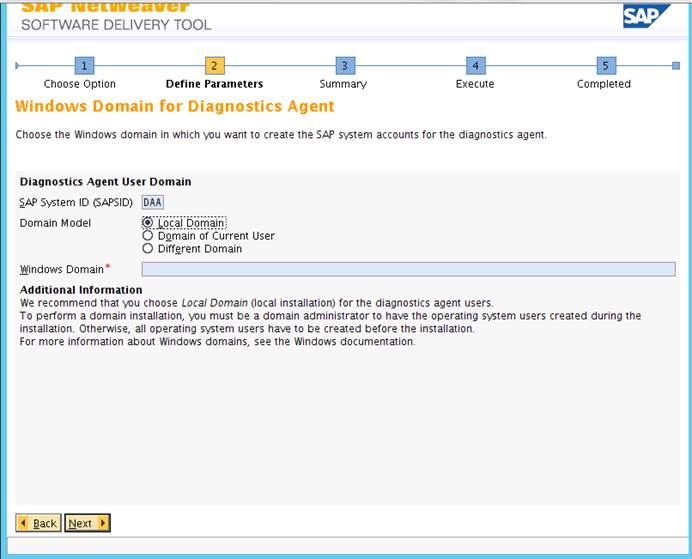 SAP NetWeaver
SAP
SOFTWARE DELIVERY TOOL
1 2 3 4 5
Choose Option Define Parameters Summary Execute Completed
Windows Domain for Diagnostics Agent
Choose the Windows domain in which you want to create the SAP system accounts for the diagnostics agent.
Diagnostics Agent User Domain
SAP System ID (SAPSID) DAA
Domain Model Local Domain
Domain of Current User
Different Domain
Windows Domain*
Additional Information
We recommend that you choose Local Domain (local installation) for the diagnostics agent users.
To perform a domain installation, you must be a domain administrator to have the operating system users created during the
installation. Otherwise, all operating system users have to be created before the installation.
For more information about Windows domains, see the Windows documentation.
Back Next